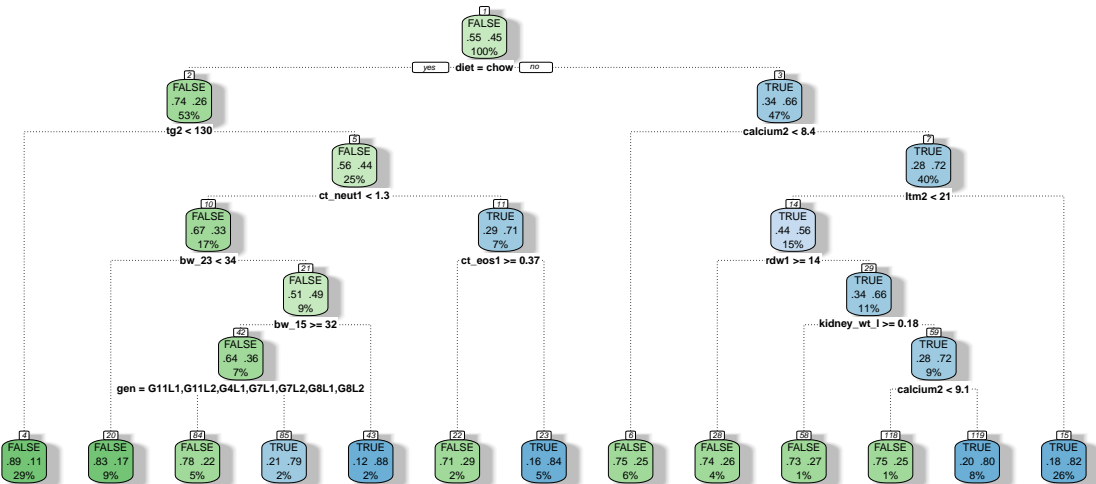 1
FALSE
.55 .45
100%
yes diet = chow no
2
FALSE
.74 .26
53%
tg2 < 130
3
TRUE
.34 .66
47%
calcium2 < 8.4
5
FALSE
.56 .44
25%
ct_neut1 < 1.3
7
TRUE
.28 .72
40%
ltm2 < 21
10
FALSE
.67 .33
17%
bw_23 < 34
11
TRUE
.29 .71
7%
ct_eos1 >= 0.37
14
TRUE
.44 .56
15%
rdw1 >= 14
21
FALSE
.51 .49
9%
bw_15 >= 32
29
TRUE
.34 .66
11%
kidney_wt_l >= 0.18
42
FALSE
.64 .36
7%
gen = G11L1,G11L2,G4L1,G7L1,G7L2,G8L1,G8L2
59
TRUE
.28 .72
9%
calcium2 < 9.1
4
FALSE
.89 .11
29%
20
FALSE
.83 .17
9%
84
FALSE
.78 .22
5%
85
TRUE
.21 .79
2%
43
TRUE
.12 .88
2%
22
FALSE
.71 .29
2%
23
TRUE
.16 .84
5%
6
FALSE
.75 .25
6%
28
FALSE
.74 .26
4%
58
FALSE
.73 .27
1%
118
FALSE
.75 .25
1%
119
TRUE
.20 .80
8%
15
TRUE
.18 .82
26%